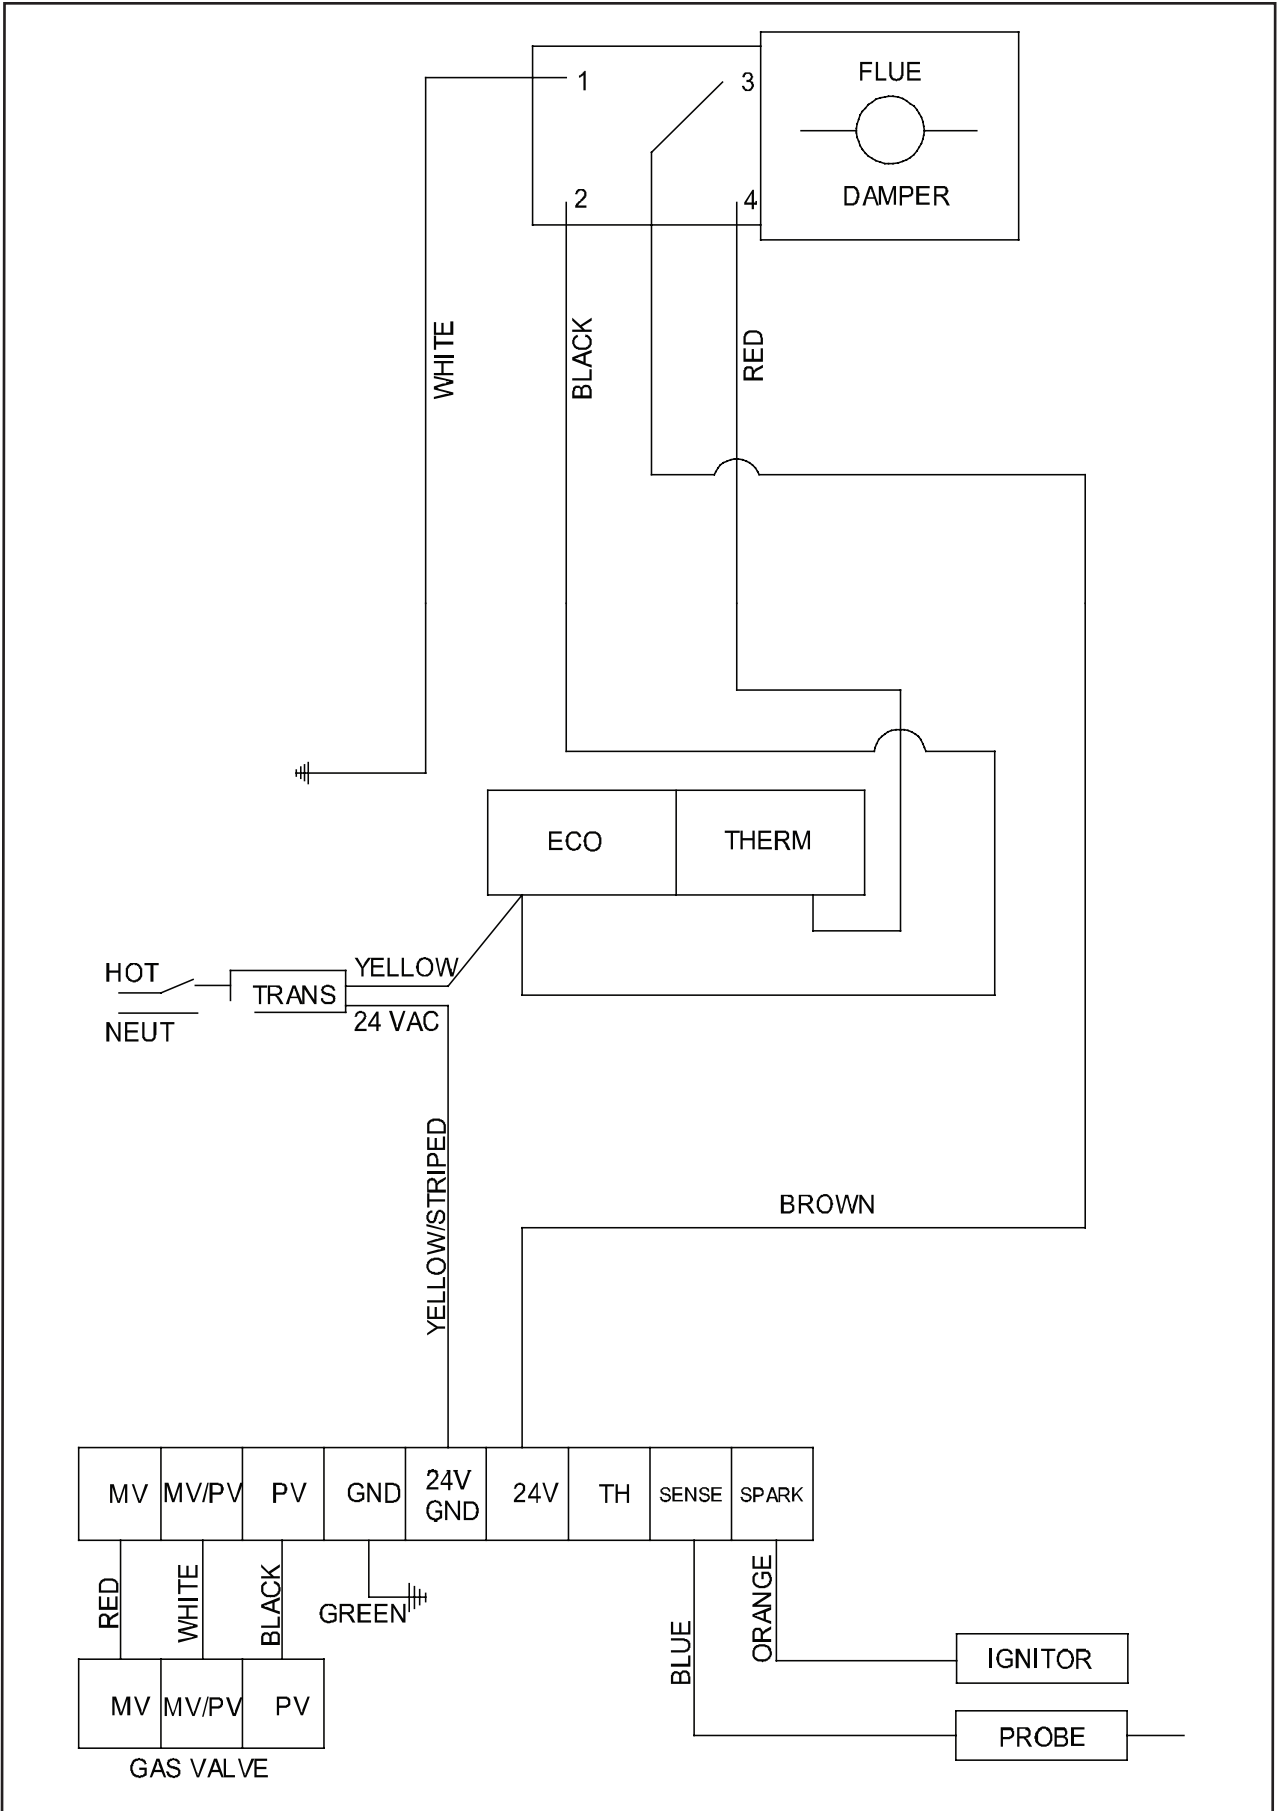 FLUE
1
3
DAMPER
2
4
WHITE
BLACK
RED
ECO
THERM
HOT
YELLOW
TRANS
24 VAC
NEUT
YELLOW/STRIPED
BROWN
MV
MV/PV
PV
GND
24V
GND
24V
TH
SENSE
SPARK
RED
WHITE
BLACK
GREEN
BLUE
ORANGE
IGNITOR
MV
MV/PV
PV
PROBE
GAS VALVE